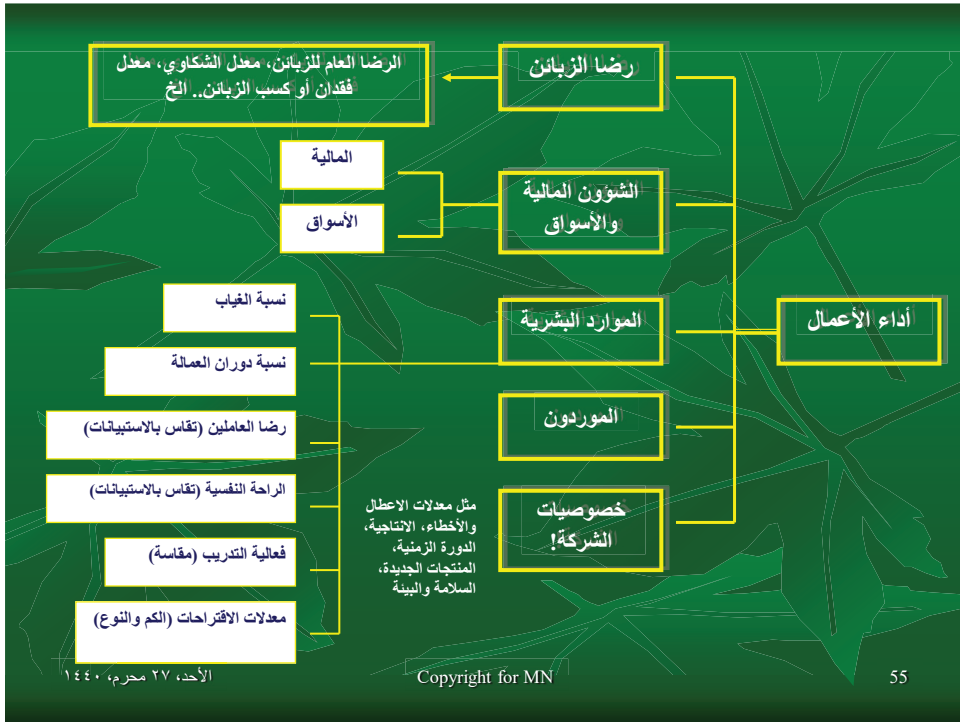 أداء الأعمال
رضا الزبائن
الرضا العام للزبائن، معدل الشكاوي، معدل
فقدان أو كسب الزبائن.. الخ
الشؤون المالية
والأسواق
المالية
الأسواق
الموارد البشرية
نسبة الغياب
نسبة دوران العمالة
رضا العاملين (تقاس بالاستبيانات)
الراحة النفسية (تقاس بالاستبيانات)
فعالية التدريب (مقاسة)
معدلات الاقتراحات (الكم والنوع)
الموردون
خصوصيات
الشركة!
مثل معدلات الاعطال
والأخطاء، الانتاجية،
الدورة الزمنية،
المنتجات الجديدة،
السلامة والبيئة
الأحد، ٢٧ محرم، ١٤٤٠
Copyright for MN
55